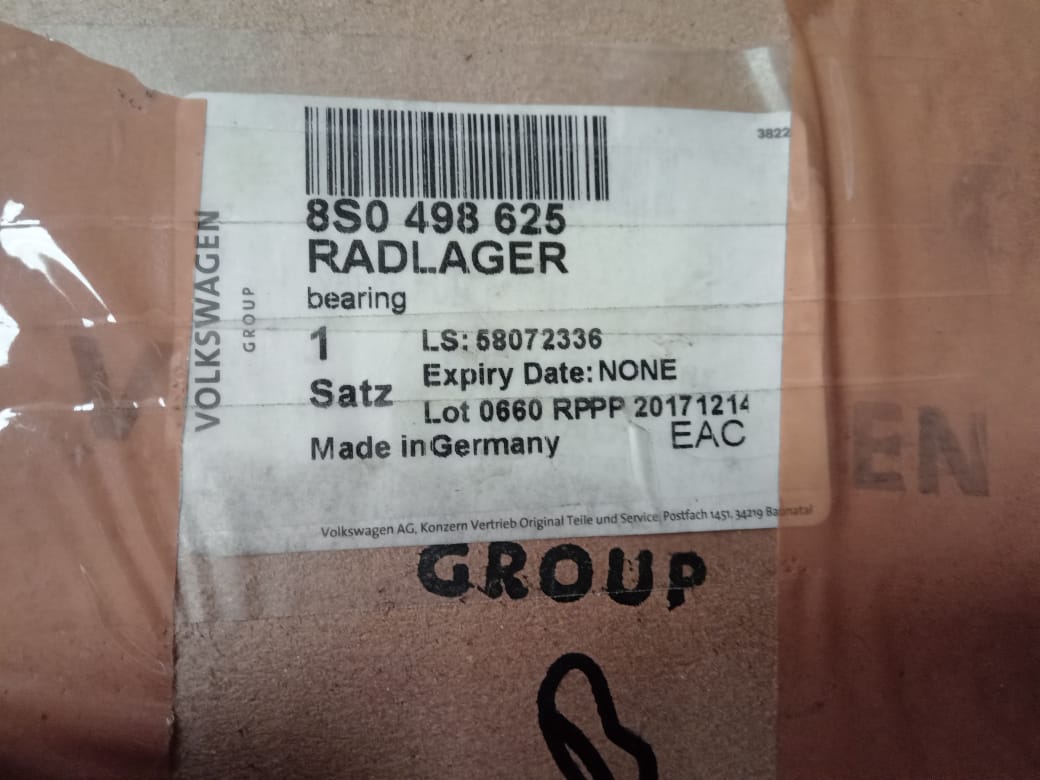 3822
8S0 498 625
RADLAGER
bearing
1
LS: 58072336
Satz
Expiry Date: NONE
Lot 0660 RPPP 20171214
Made in Germany
EAC
VOLKSWAGEN
GROUP
Volkswagen AG, Konzern Vertrieb Original Teile und Service, Postfach 1451, 34219 Baunatal
EN
GROUP